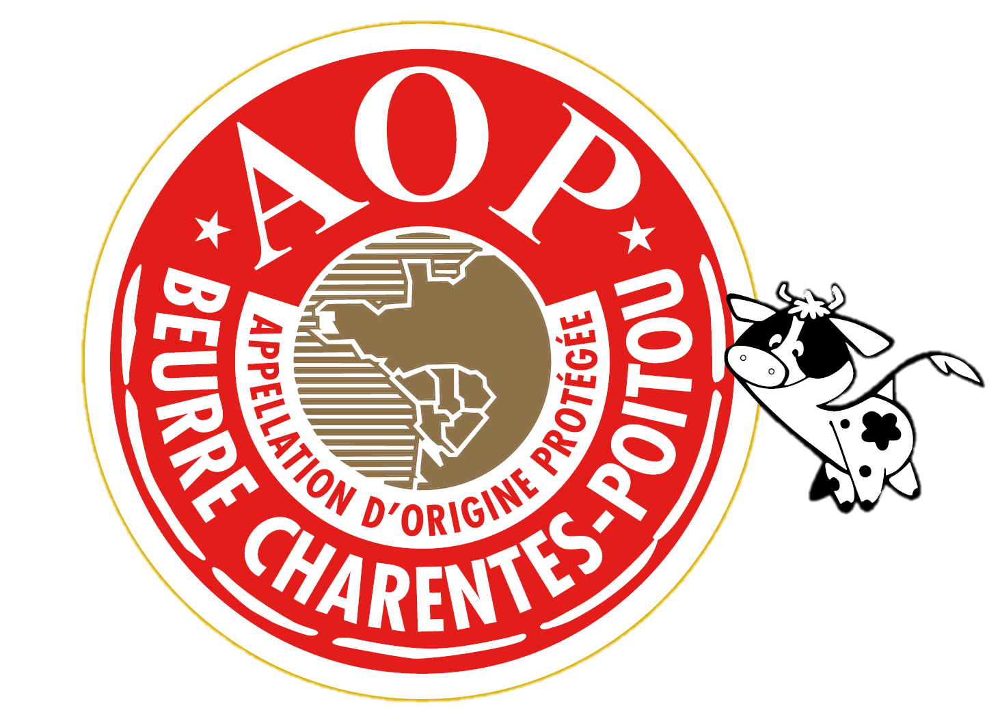 AOP
BEURRE CHARENTES-POITOU
APPELLATION D'ORIGINE PROTÉGÉE